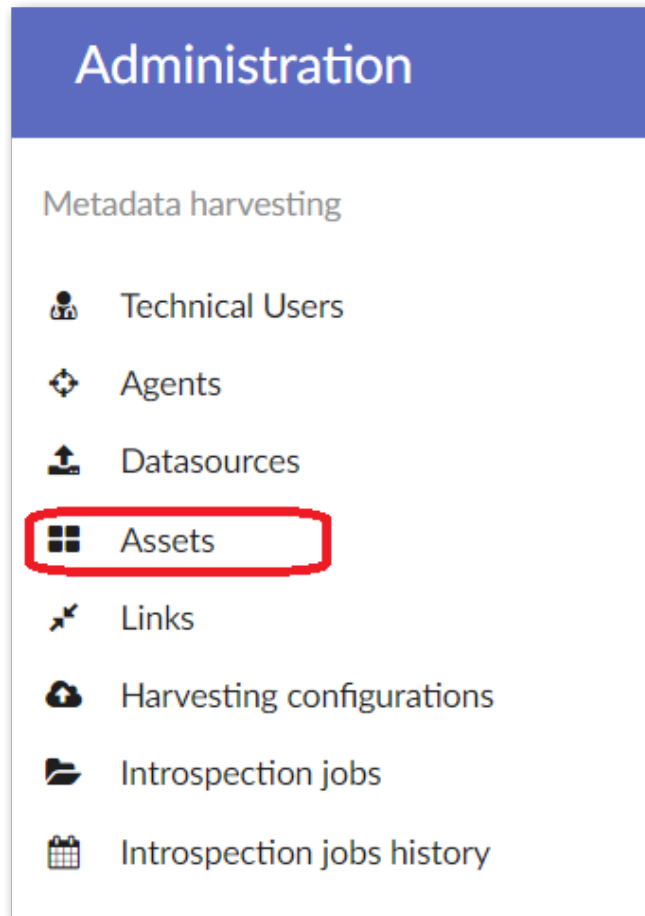 Administration
Metadata harvesting
Technical Users
Agents
Datasources
Assets
Links
Harvesting configurations
Introspection jobs
Introspection jobs history